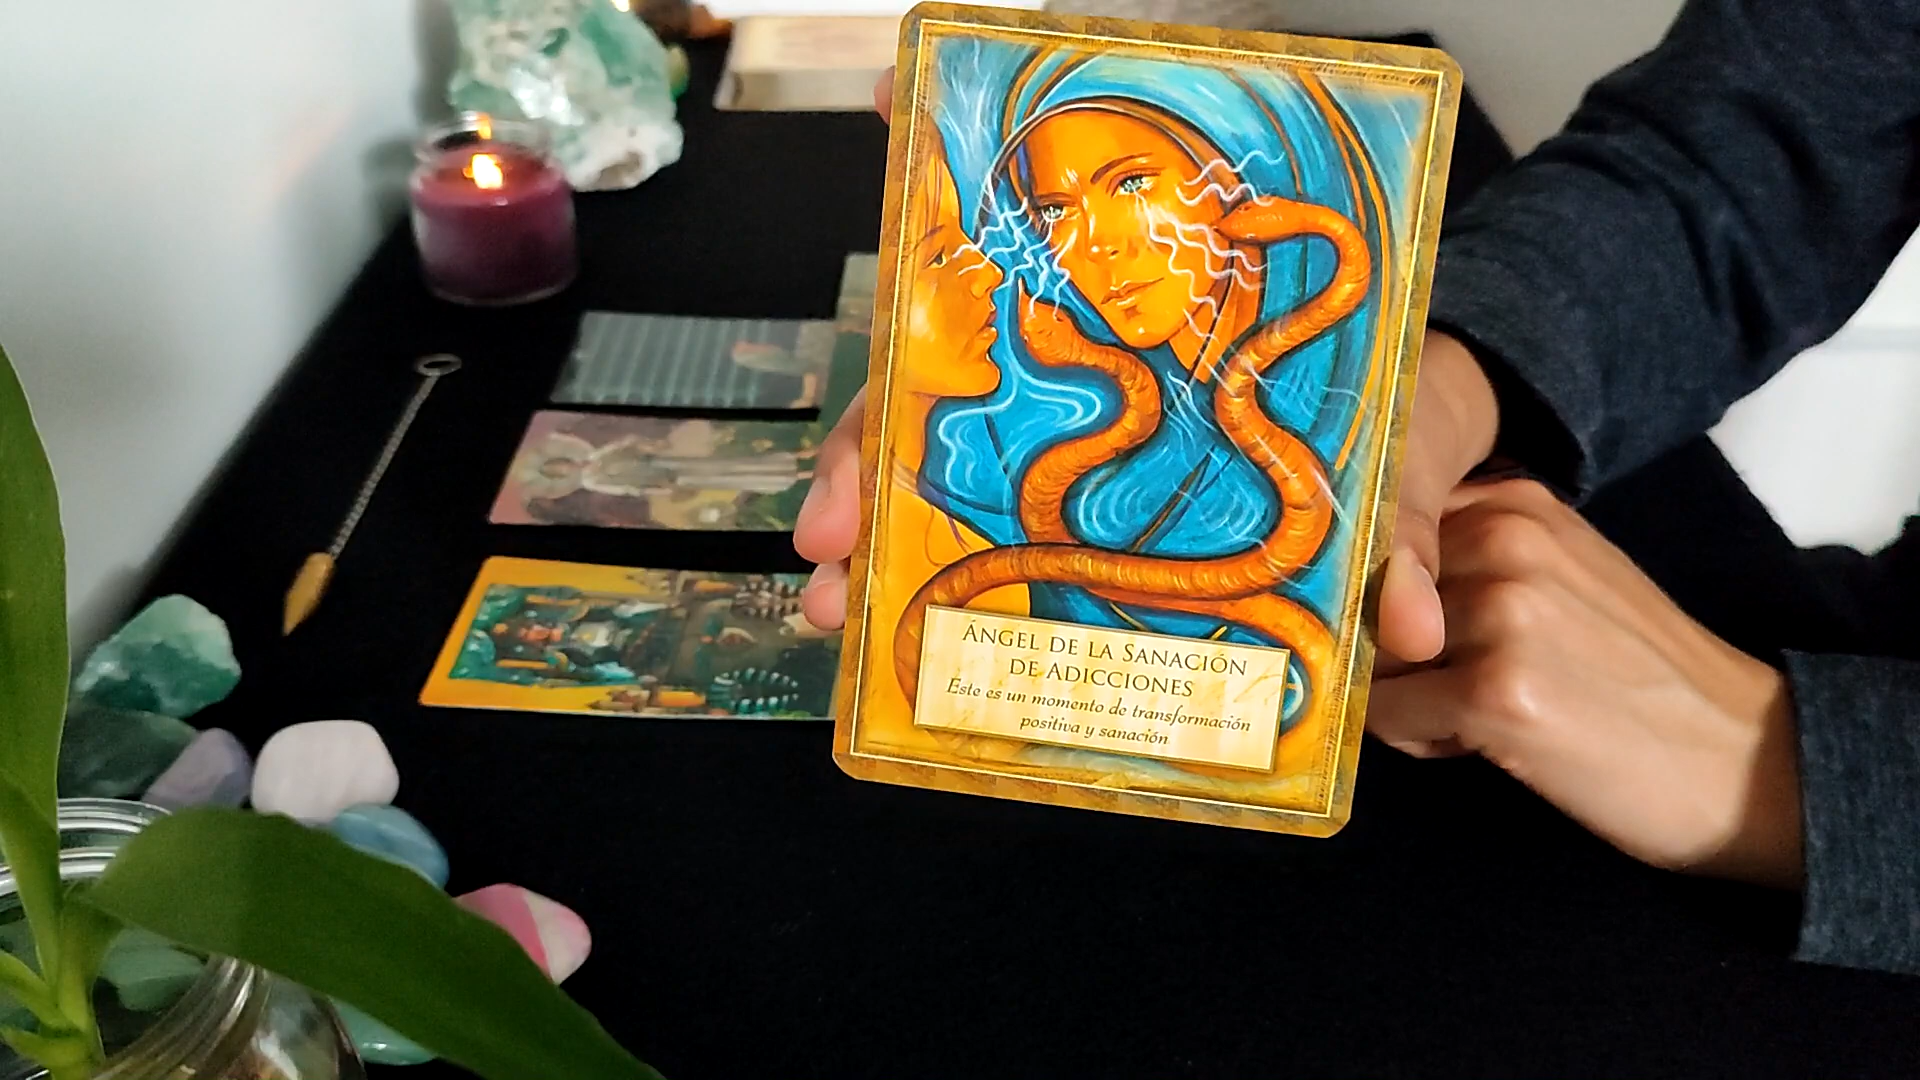 Ángel de la Sanación
de Adicciones
Este es un momento de transformación
positiva y sanación